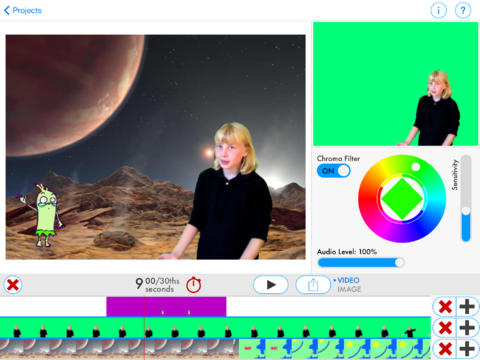 Projects
i
?
Chroma Filter
ON
Sensitivity
Audio Level: 100%
9 00/30ths
seconds
VIDEO
IMAGE